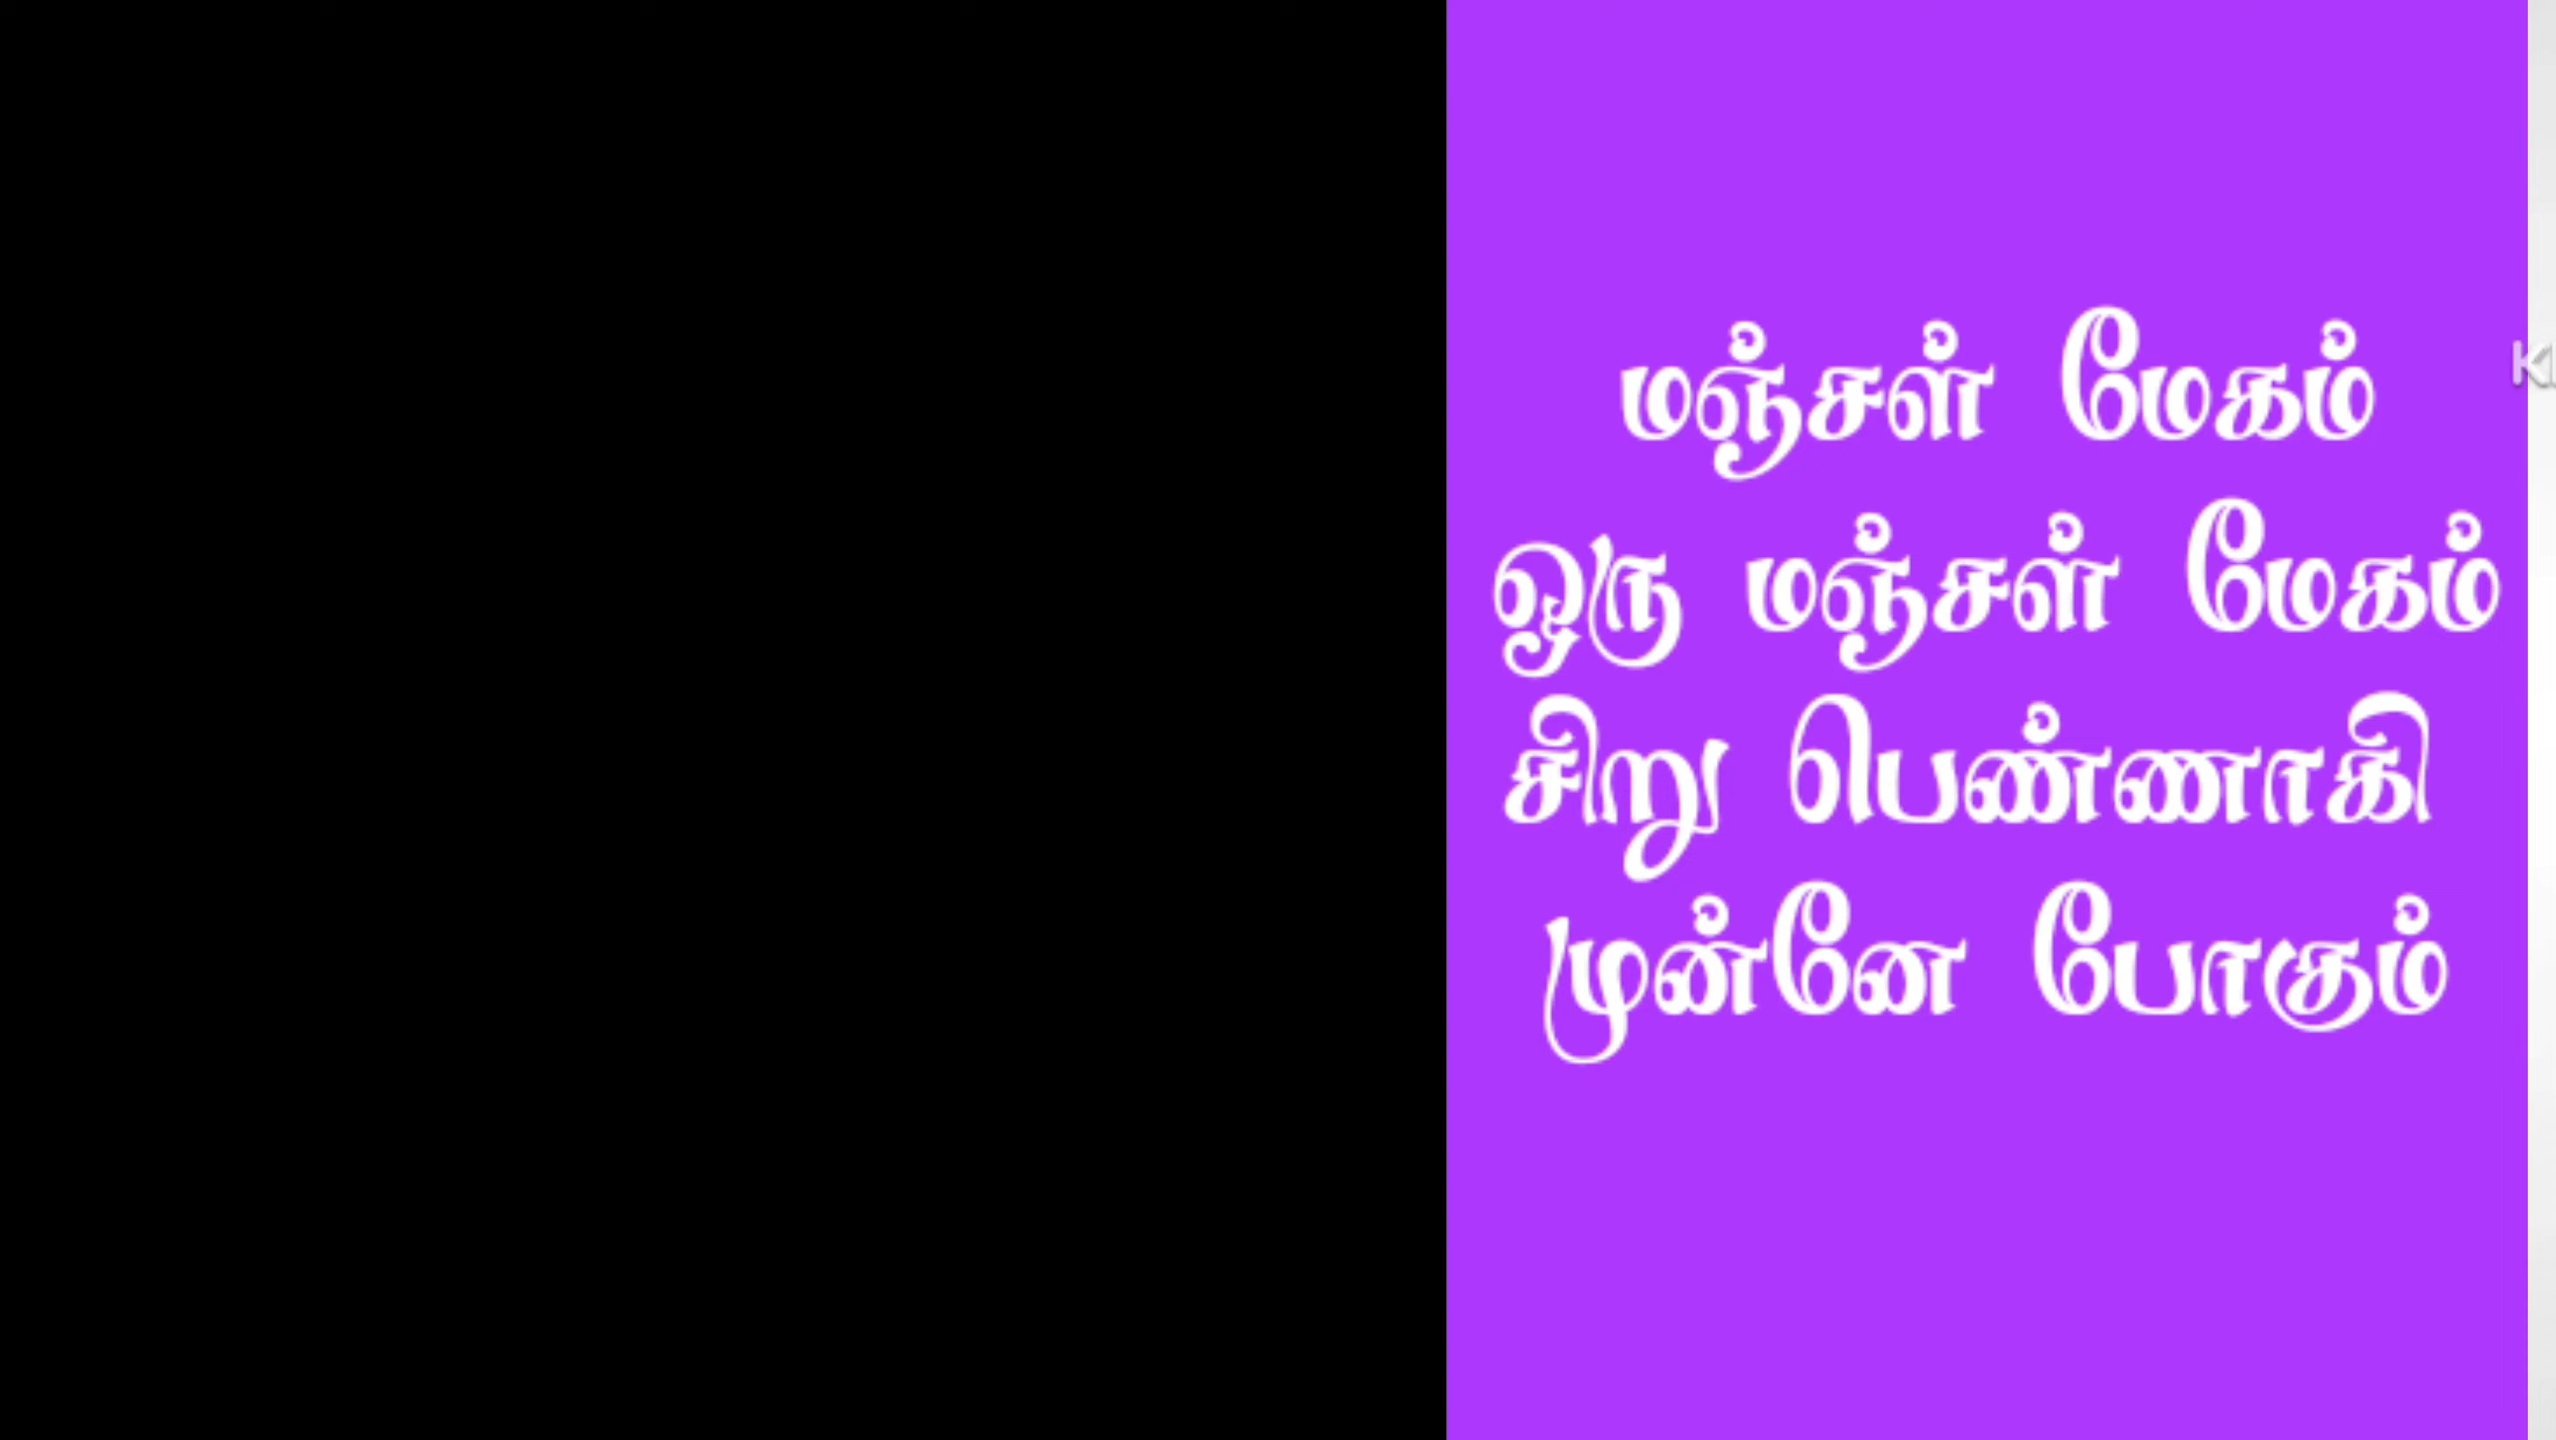 மஞ்சள் மேகம்
ஒரு மஞ்சள் மேகம்
சிறு பெண்ணாகி
முன்னே போகும்